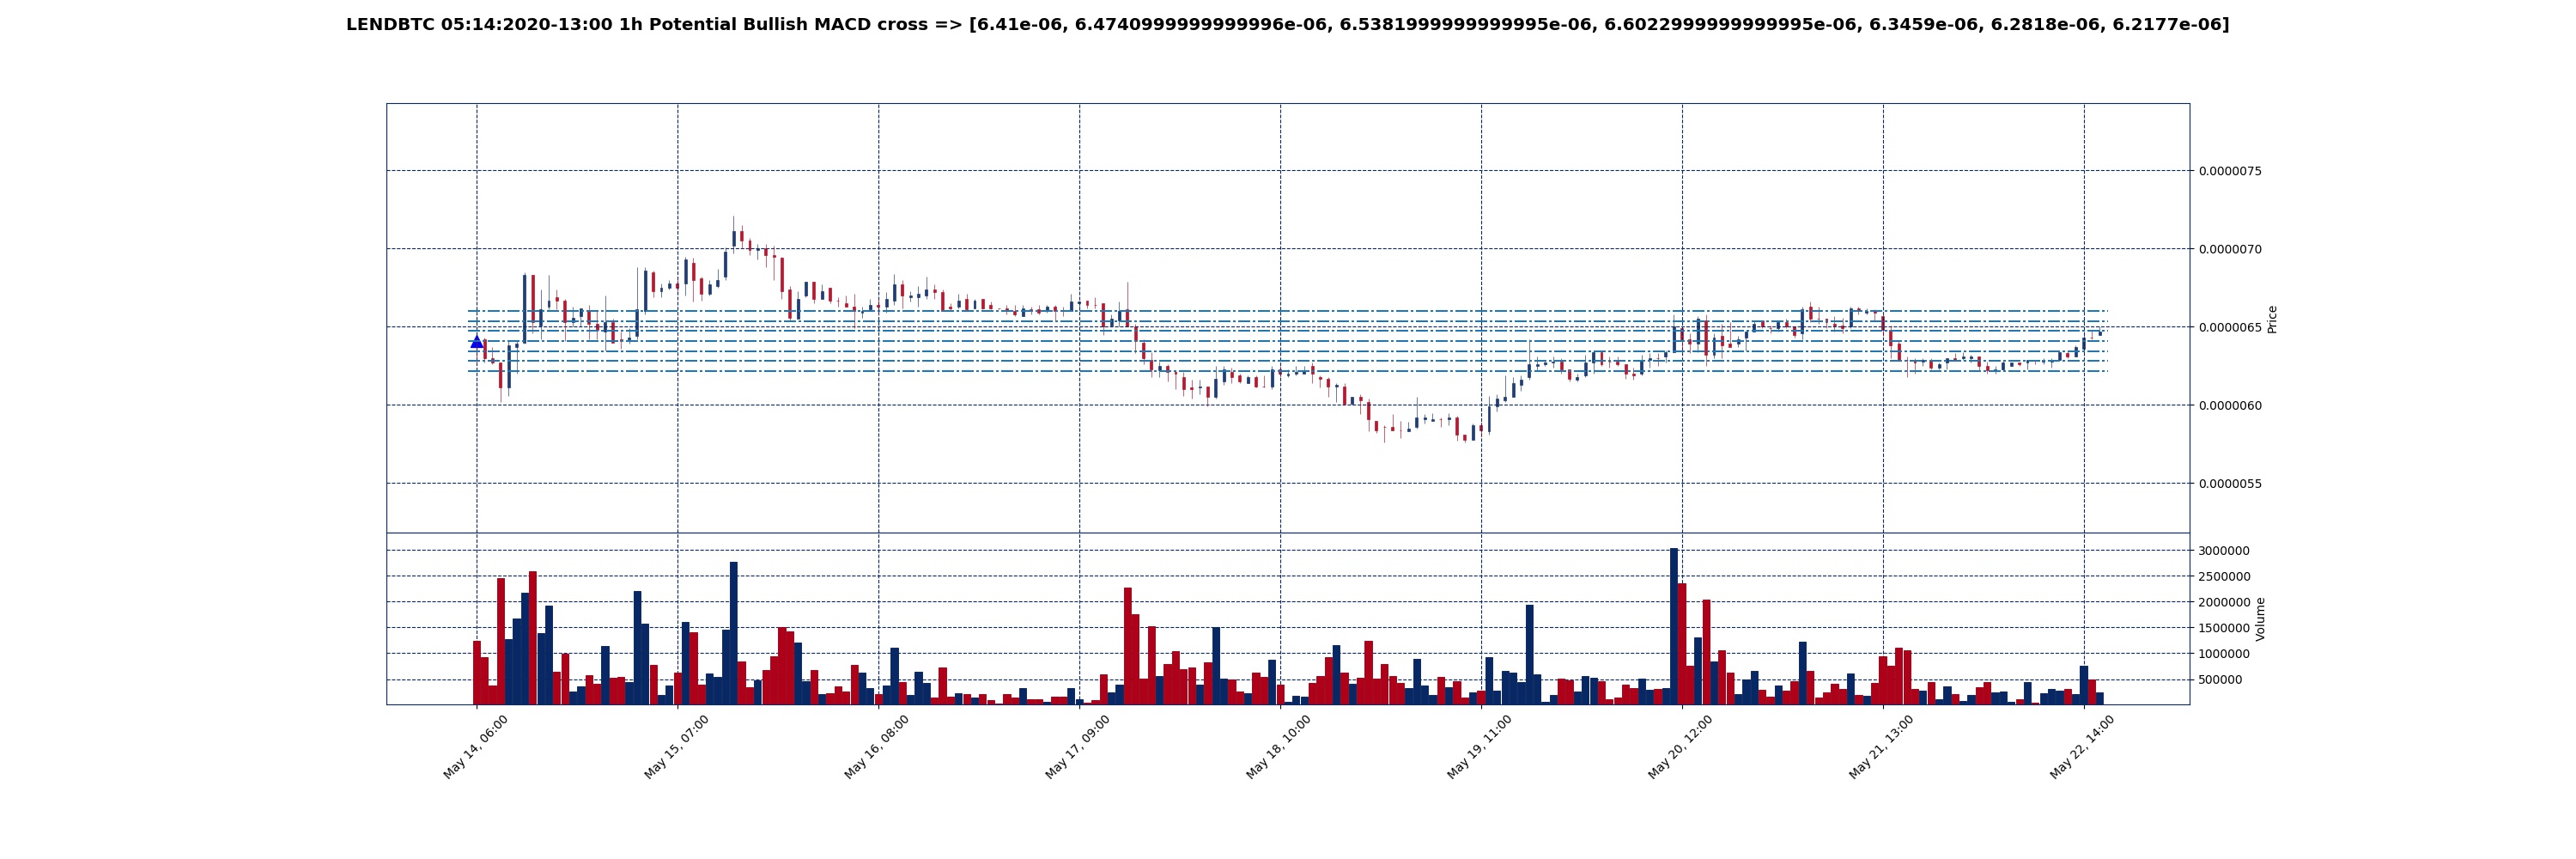 LENDBTC 05:14:2020-13:00 1h Potential Bullish MACD cross => [6.41e-06, 6.4740999999999996e-06, 6.5381999999999995e-06, 6.6022999999999995e-06, 6.3459e-06, 6.2818e-06, 6.2177e-06]
0.0000075
0.0000070
0.0000065
0.0000060
0.0000055
Price
3000000
2500000
2000000
1500000
1000000
500000
Volume
May 14, 06:00
May 15, 07:00
May 16, 08:00
May 17, 09:00
May 18, 10:00
May 19, 11:00
May 20, 12:00
May 21, 13:00
May 22, 14:00